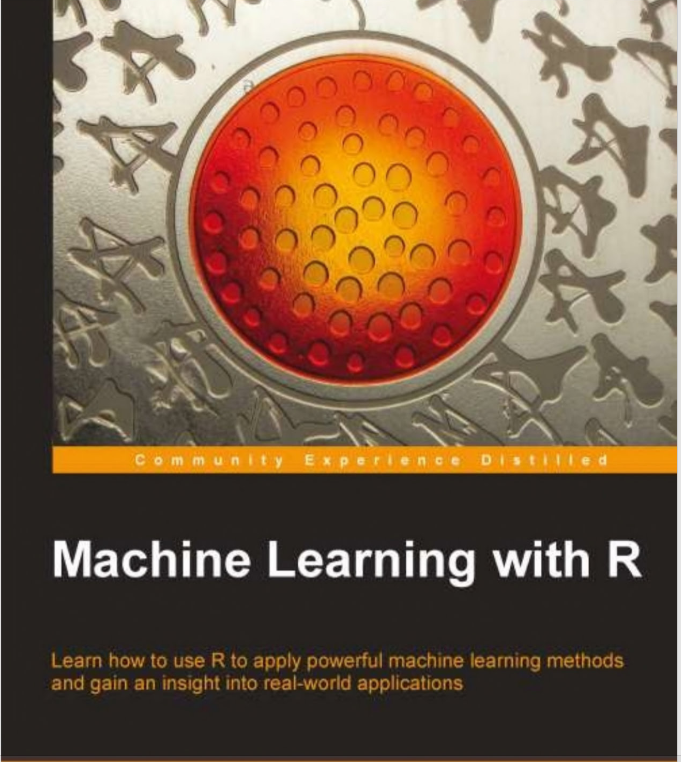 Community Experience Distilled
Machine Learning with R
Learn how to use R to apply powerful machine learning methods
and gain an insight into real-world applications